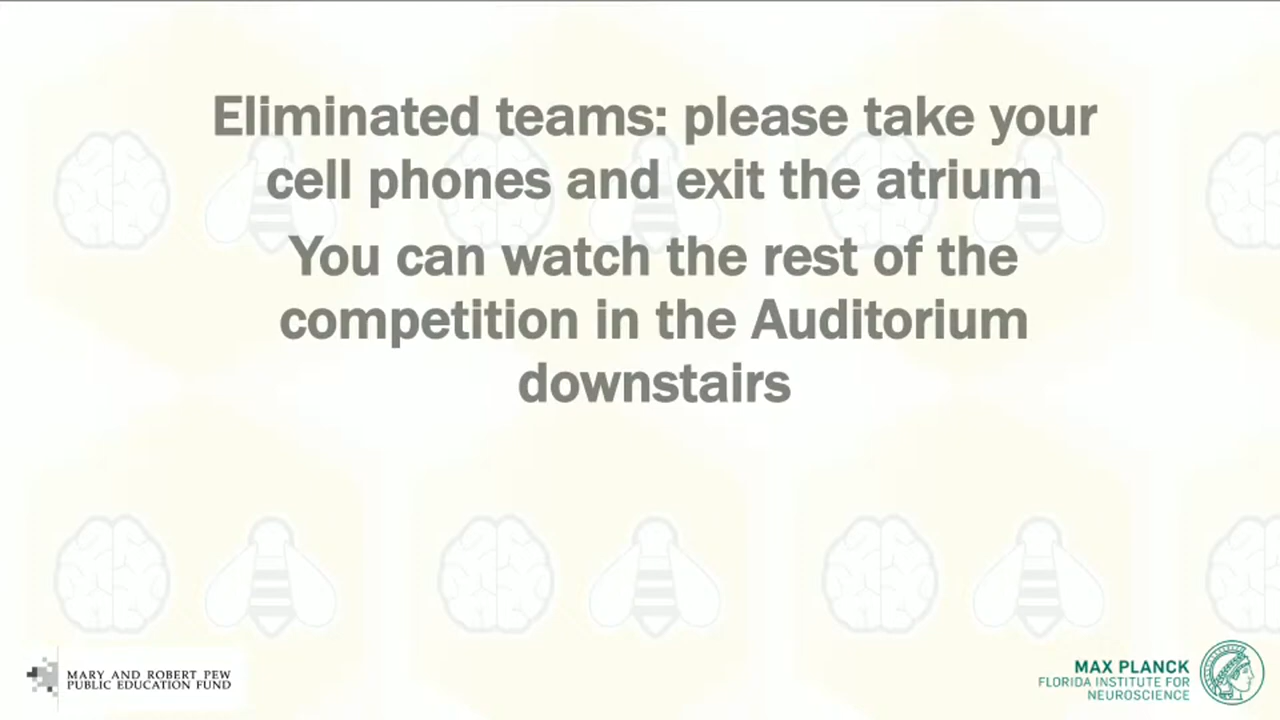 Eliminated teams: please take your
cell phones and exit the atrium
You can watch the rest of the
competition in the Auditorium
downstairs
MARY AND ROBERT PEW
PUBLIC EDUCATION FUND
MAX PLANCK
FLORIDA INSTITUTE FOR
NEUROSCIENCE